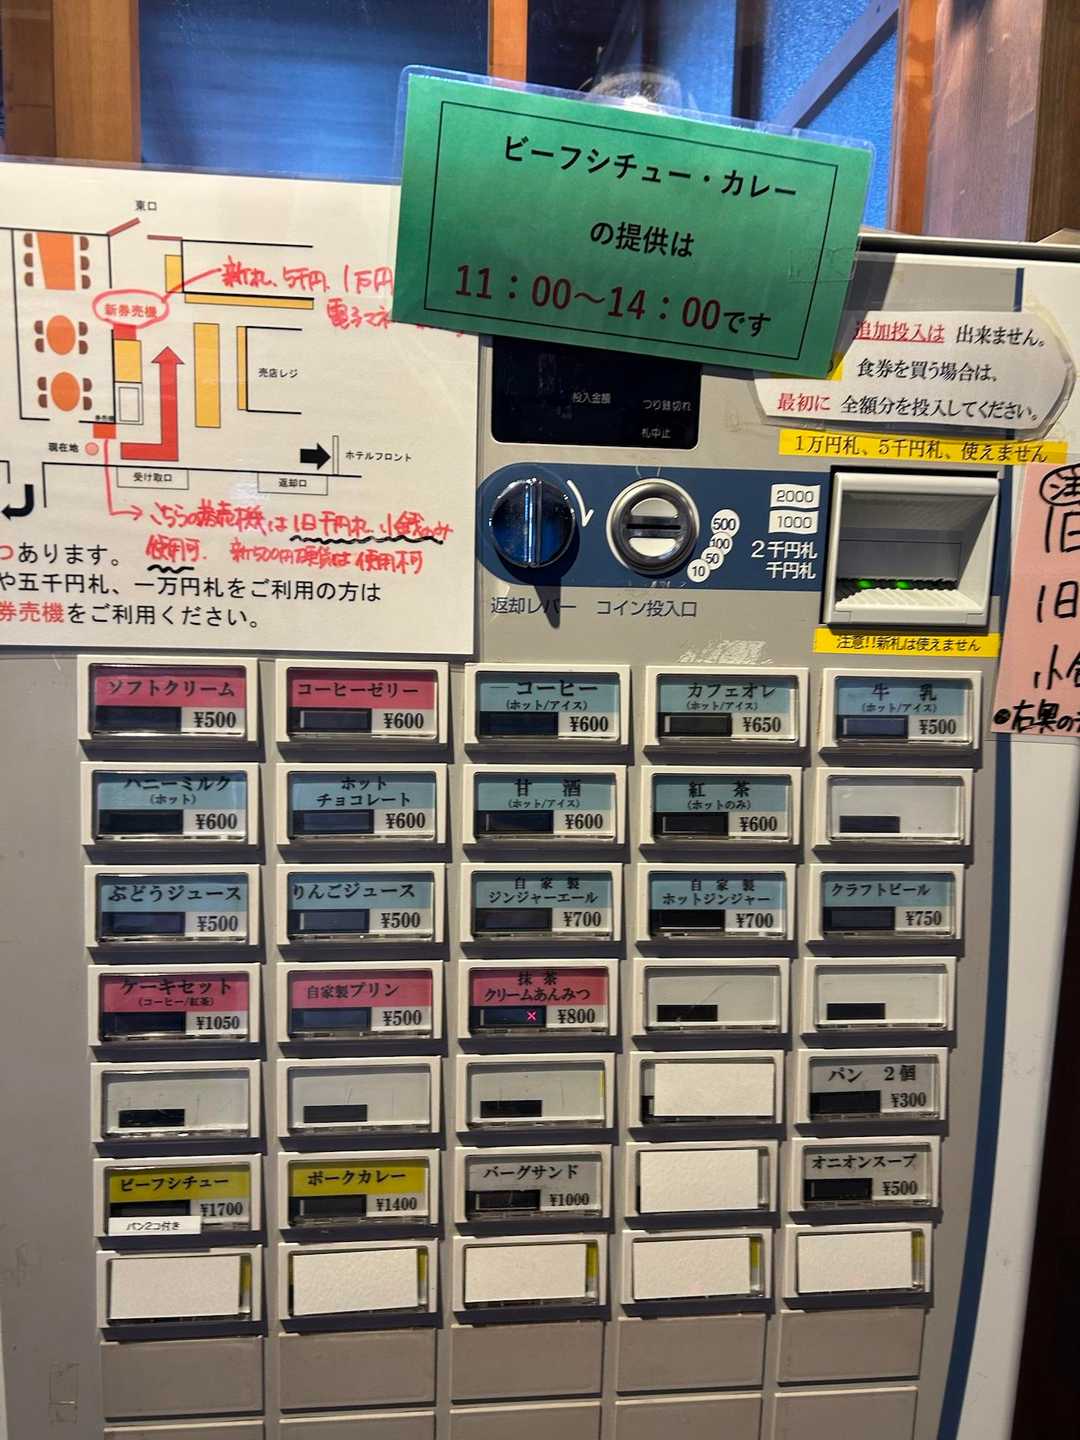 ビーフシチュー・カレー
の提供は
11：00〜14：00です
東口
新札、5千円、1万円
電子マネー
新券売機
売店レジ
現在地
受け取口
返却口
ホテルフロント
こちらの券売機は旧千円札、小銭のみ
使用可. 新500円硬貨は使用不可
つあります。
や五千円札、一万円札をご利用の方は
券売機をご利用ください。
追加投入は 出来ません。
食券を買う場合は、
最初に 全額分を投入してください。
1万円札、5千円札、使えません
投入金額
つり銭切れ
札中止
返却レバー
コイン投入口
500
100
50
10
2000
1000
2千円札
千円札
注意!!新札は使えません
旧
旧
小
●右奥の
ソフトクリーム
¥500
コーヒーゼリー
¥600
コーヒー
(ホット/アイス)
¥600
カフェオレ
(ホット/アイス)
¥650
牛 乳
(ホット/アイス)
¥500
ハニーミルク
(ホット)
¥600
ホット
チョコレート
¥600
甘 酒
(ホット/アイス)
¥600
紅 茶
(ホットのみ)
¥600
ぶどうジュース
¥500
りんごジュース
¥500
自 家 製
ジンジャーエール
¥700
自 家 製
ホットジンジャー
¥700
クラフトビール
¥750
ケーキセット
(コーヒー/紅茶)
¥1050
自家製プリン
¥500
抹 茶
クリームあんみつ
×
¥800
パン 2個
¥300
ビーフシチュー
¥1700
パン2コ付き
ポークカレー
¥1400
バーグサンド
¥1000
オニオンスープ
¥500